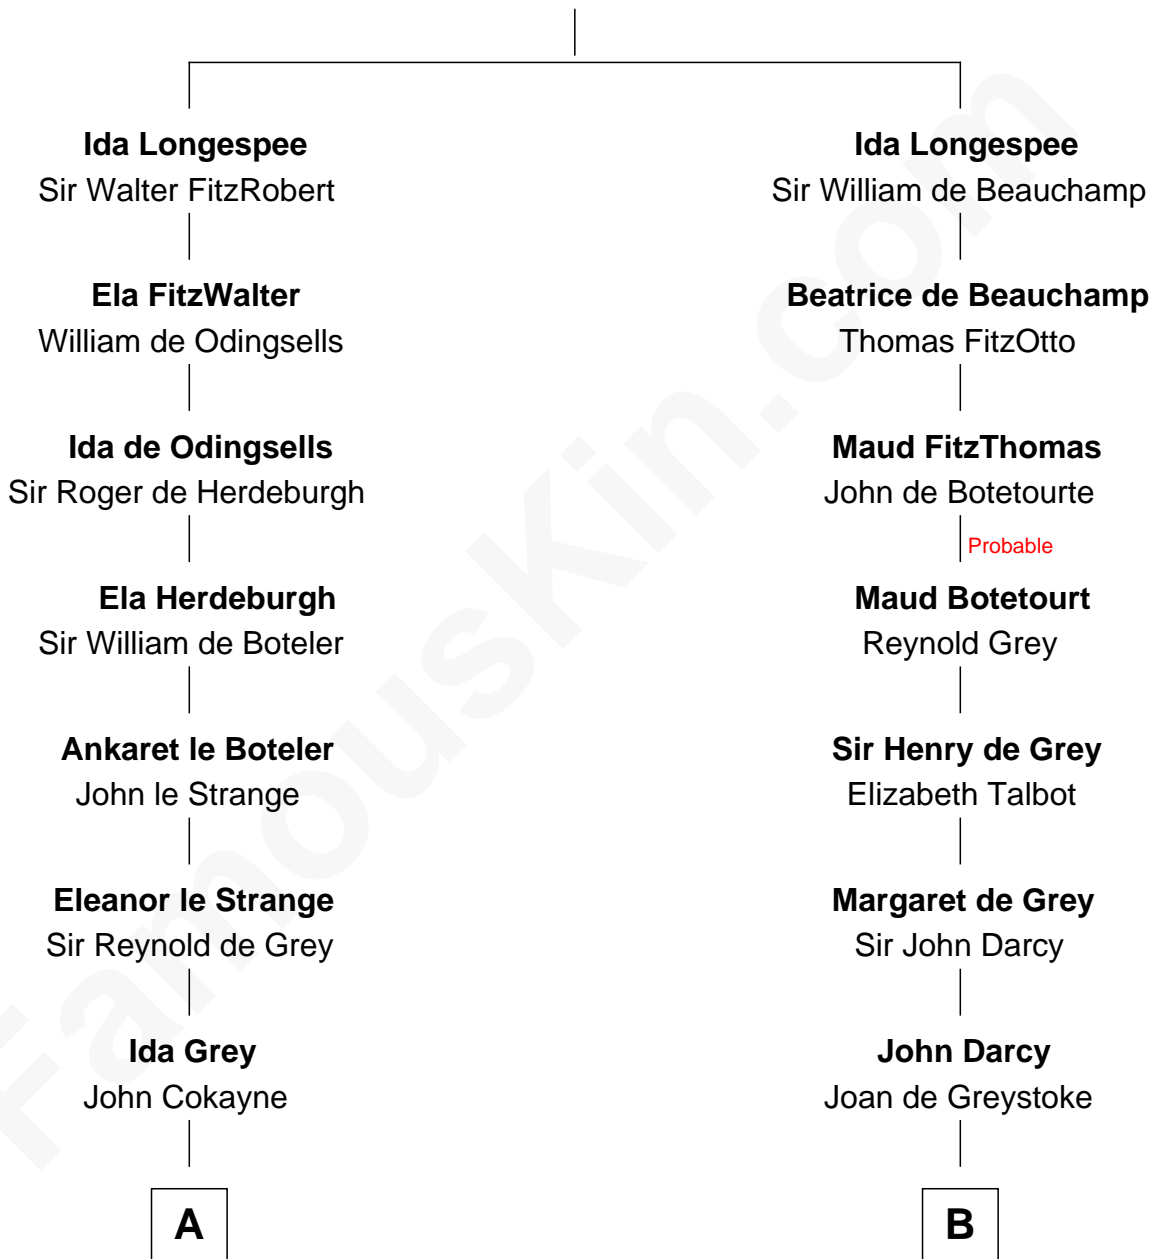 Ida Longespee
Sir Walter FitzRobert
Ela FitzWalter
William de Odingsells
Ida de Odingsells
Sir Roger de Herdeburgh
Ela Herdeburgh
Sir William de Boteler
Ankaret le Boteler
John le Strange
Eleanor le Strange
Sir Reynold de Grey
Ida Grey
John Cokayne
A
Ida Longespee
Sir William de Beauchamp
Beatrice de Beauchamp
Thomas FitzOtto
Maud FitzThomas
John de Botetourte
Probable
Maud Botetourt
Reynold Grey
Sir Henry de Grey
Elizabeth Talbot
Margaret de Grey
Sir John Darcy
John Darcy
Joan de Greystoke
B
FamousKin.com